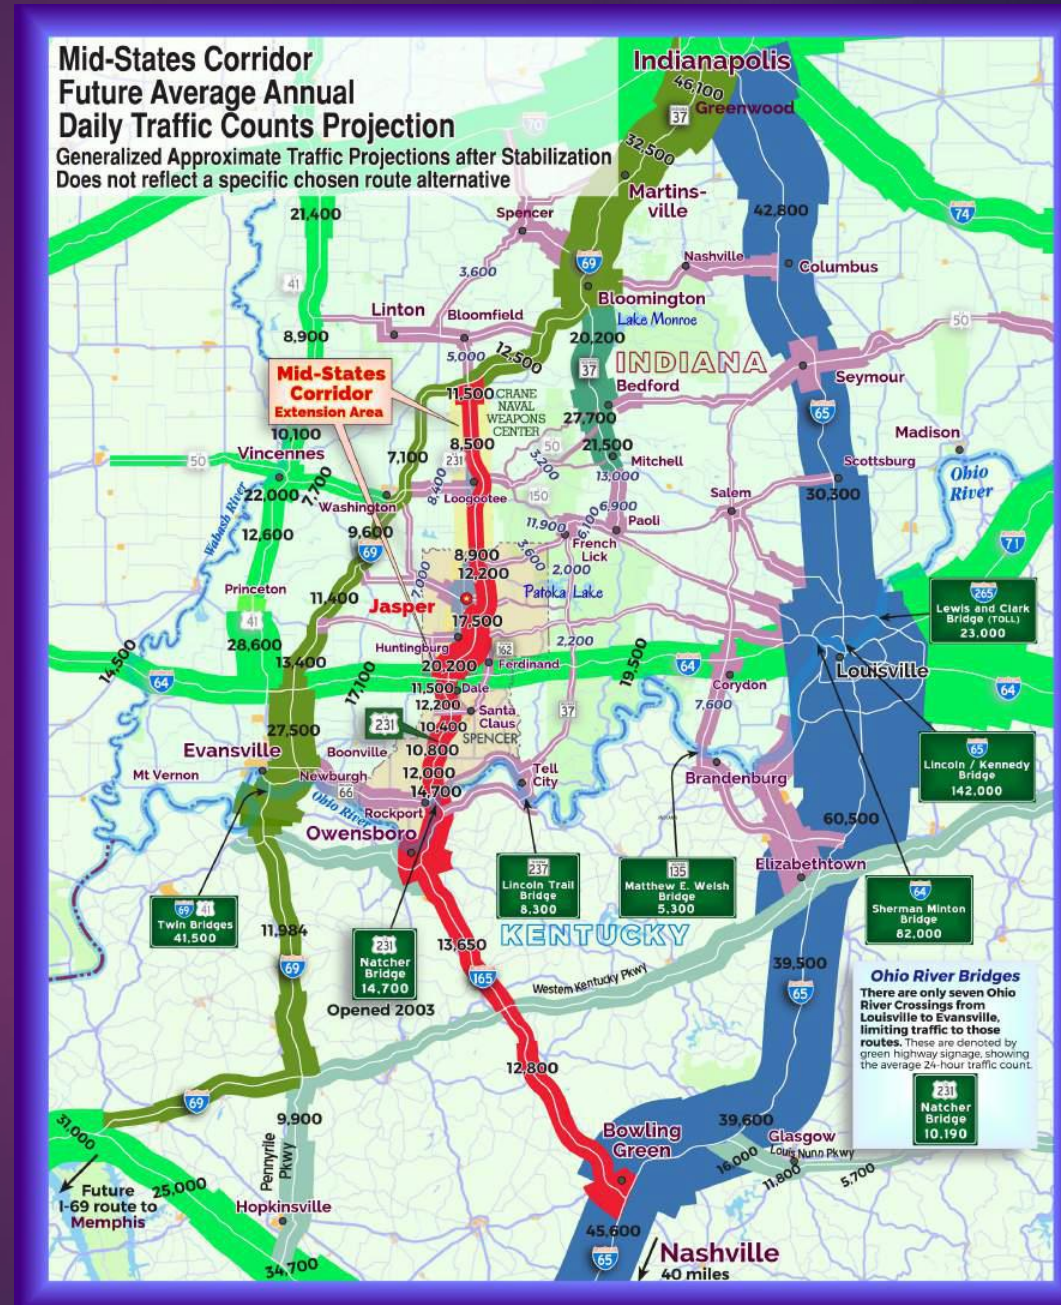 Mid-States Corridor
Future Average Annual
Daily Traffic Counts Projection
Generalized Approximate Traffic Projections after Stabilization
Does not reflect a specific chosen route alternative
Indianapolis
46,100
37
Greenwood
70
32,500
Martins-
ville
21,400
Spencer
42,800
74
41
3,600
69
Nashville
Columbus
Bloomington
Lake Monroe
Linton
Bloomfield
8,900
5,000
12,500
20,200
50
INDIANA
37
Bedford
Seymour
Mid-States
Corridor
Extension Area
11,500
CRANE
NAVAL
WEAPONS
CENTER
65
10,100
8,500
27,700
21,500
Madison
50
Vincennes
7,100
231
50
3,200
Mitchell
Scottsburg
Ohio
River
22,000
7,700
Washington
8,400
Loogootee
150
13,000
Salem
30,300
Wabash River
12,600
9,600
69
11,900
6,100
6,900
Paoli
French
Lick
71
8,900
3,600
2,000
12,200
Princeton
11,400
7,000
Jasper
Patoka Lake
265
Lewis and Clark
Bridge (TOLL)
23,000
41
17,500
28,600
Huntingburg
162
2,200
14,500
13,400
20,200
Ferdinand
19,500
64
Louisville
64
17,100
11,500
Dale
Corydon
64
12,200
Santa
Claus
37
7,600
231
10,400
SPENCER
27,500
10,800
Evansville
Boonville
65
Lincoln / Kennedy
Bridge
142,000
Mt Vernon
Newburgh
12,000
Tell
City
Brandenburg
66
14,700
Ohio River
Rockport
Owensboro
60,500
Elizabethtown
237
Lincoln Trail
Bridge
8,300
135
Matthew E. Welsh
Bridge
5,300
64
Sherman Minton
Bridge
82,000
69 41
Twin Bridges
41,500
11,984
231
Natcher
Bridge
14,700
Opened 2003
13,650
KENTUCKY
69
165
Western Kentucky Pkwy
39,500
65
Ohio River Bridges
There are only seven Ohio
River Crossings from
Louisville to Evansville,
limiting traffic to those
routes. These are denoted by
green highway signage, showing
the average 24-hour traffic count.
231
Natcher
Bridge
10,190
12,800
69
9,900
31,000
Pennyrile
Pkwy
Bowling
Green
39,600
Glasgow
Louis Nunn Pkwy
16,000
11,800
5,700
Future
I-69 route to
Memphis
25,000
Hopkinsville
45,600
34,700
65
Nashville
40 miles